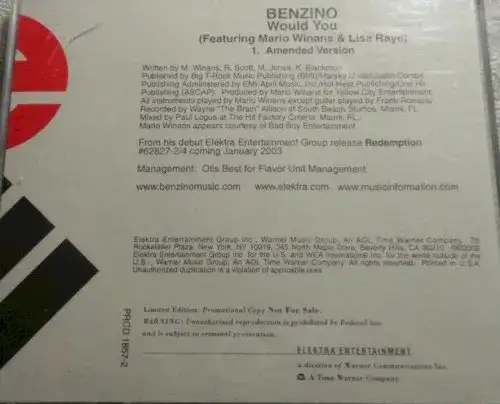 BENZINO
Would You
(Featuring Mario Winans & Lisa Raye)
1. Amended Version
Written by M. Winans, R. Scott, M. Jones, K. Blackmon
Published by Big T-Rock Music Publishing (BMI)/Marsky
Publishing Administered by EMI April Music, Inc./Hot Heat Publishing/One Hit
Publishing (ASCAP). Produced by Mario Winans for Yellow City Entertainment
All instruments played by Mario Winans except guitar played by Frank Romano
Recorded by Wayne "The Brain" Allison at South Beach Studios, Miami, FL
Mixed by Paul Logus at The Hit Factory Criteria, Miami, FL.
Mario Winans appears courtesy of Bad Boy Entertainment
From his debut Elektra Entertainment Group release Redemption
#62827-2/4 coming January 2003
Management: Otis Best for Flavor Unit Management
www.benzinomusic.com www.elektra.com www.musicinformation.com
Elektra Entertainment Group Inc., Warner Music Group, An AOL Time Warner Company, 75
Rockefeller Plaza, New York, NY 10019, 345 North Maple Drive, Beverly Hills, CA 90210
Elektra Entertainment Group Inc. for the U.S. and WEA International Inc. for the world outside of the
U.S., Warner Music Group, An AOL Time Warner Company. All rights reserved. Printed in U.S.A.
Unauthorized duplication is a violation of applicable laws
PRCD 1857-2
Limited Edition: Promotional Copy Not For Sale.
WARNING: Unauthorized reproduction is prohibited by Federal law
and is subject to criminal prosecution.
ELEKTRA ENTERTAINMENT
a division of Warner Communications Inc.
A Time Warner Company